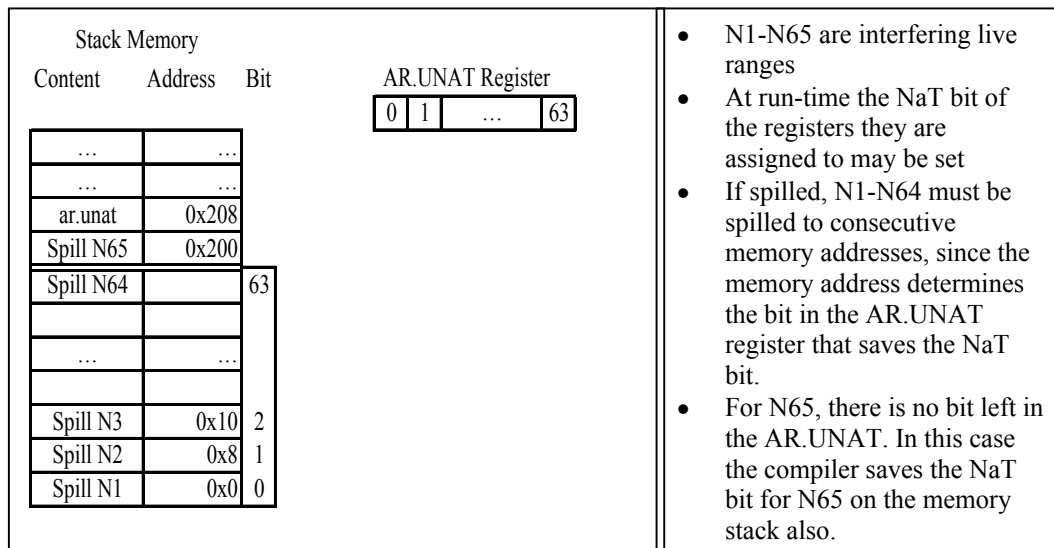 Stack Memory
Content Address Bit
AR.UNAT Register
0 1 … 63
… …
… …
ar.unat 0x208
Spill N65 0x200
Spill N64 63
… …
Spill N3 0x10 2
Spill N2 0x8 1
Spill N1 0x0 0
• N1-N65 are interfering live
ranges
• At run-time the NaT bit of
the registers they are
assigned to may be set
• If spilled, N1-N64 must be
spilled to consecutive
memory addresses, since the
memory address determines
the bit in the AR.UNAT
register that saves the NaT
bit.
• For N65, there is no bit left in
the AR.UNAT. In this case
the compiler saves the NaT
bit for N65 on the memory
stack also.